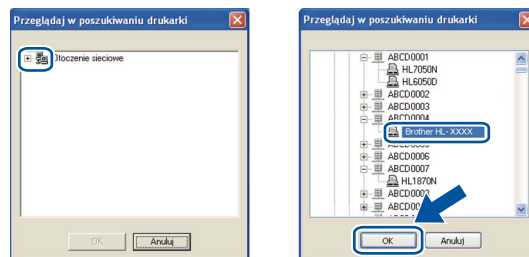 Przeglądaj w poszukiwaniu drukarki
Otoczenie sieciowe
OK
Anuluj
Przeglądaj w poszukiwaniu drukarki
ABCD0001
HL7050N
HL6050D
ABCD0002
ABCD0003
ABCD0004
Brother HL-XXXX
ABCD0005
ABCD0006
ABCD0007
HL1870N
OK
Anuluj